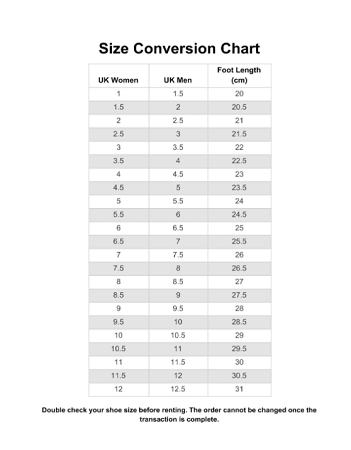 Size Conversion Chart
UK Women UK Men Foot Length (cm)
1 1.5 20
1.5 2 20.5
2 2.5 21
2.5 3 21.5
3 3.5 22
3.5 4 22.5
4 4.5 23
4.5 5 23.5
5 5.5 24
5.5 6 24.5
6 6.5 25
6.5 7 25.5
7 7.5 26
7.5 8 26.5
8 8.5 27
8.5 9 27.5
9 9.5 28
9.5 10 28.5
10 10.5 29
10.5 11 29.5
11 11.5 30
11.5 12 30.5
12 12.5 31
Double check your shoe size before renting. The order cannot be changed once the
transaction is complete.